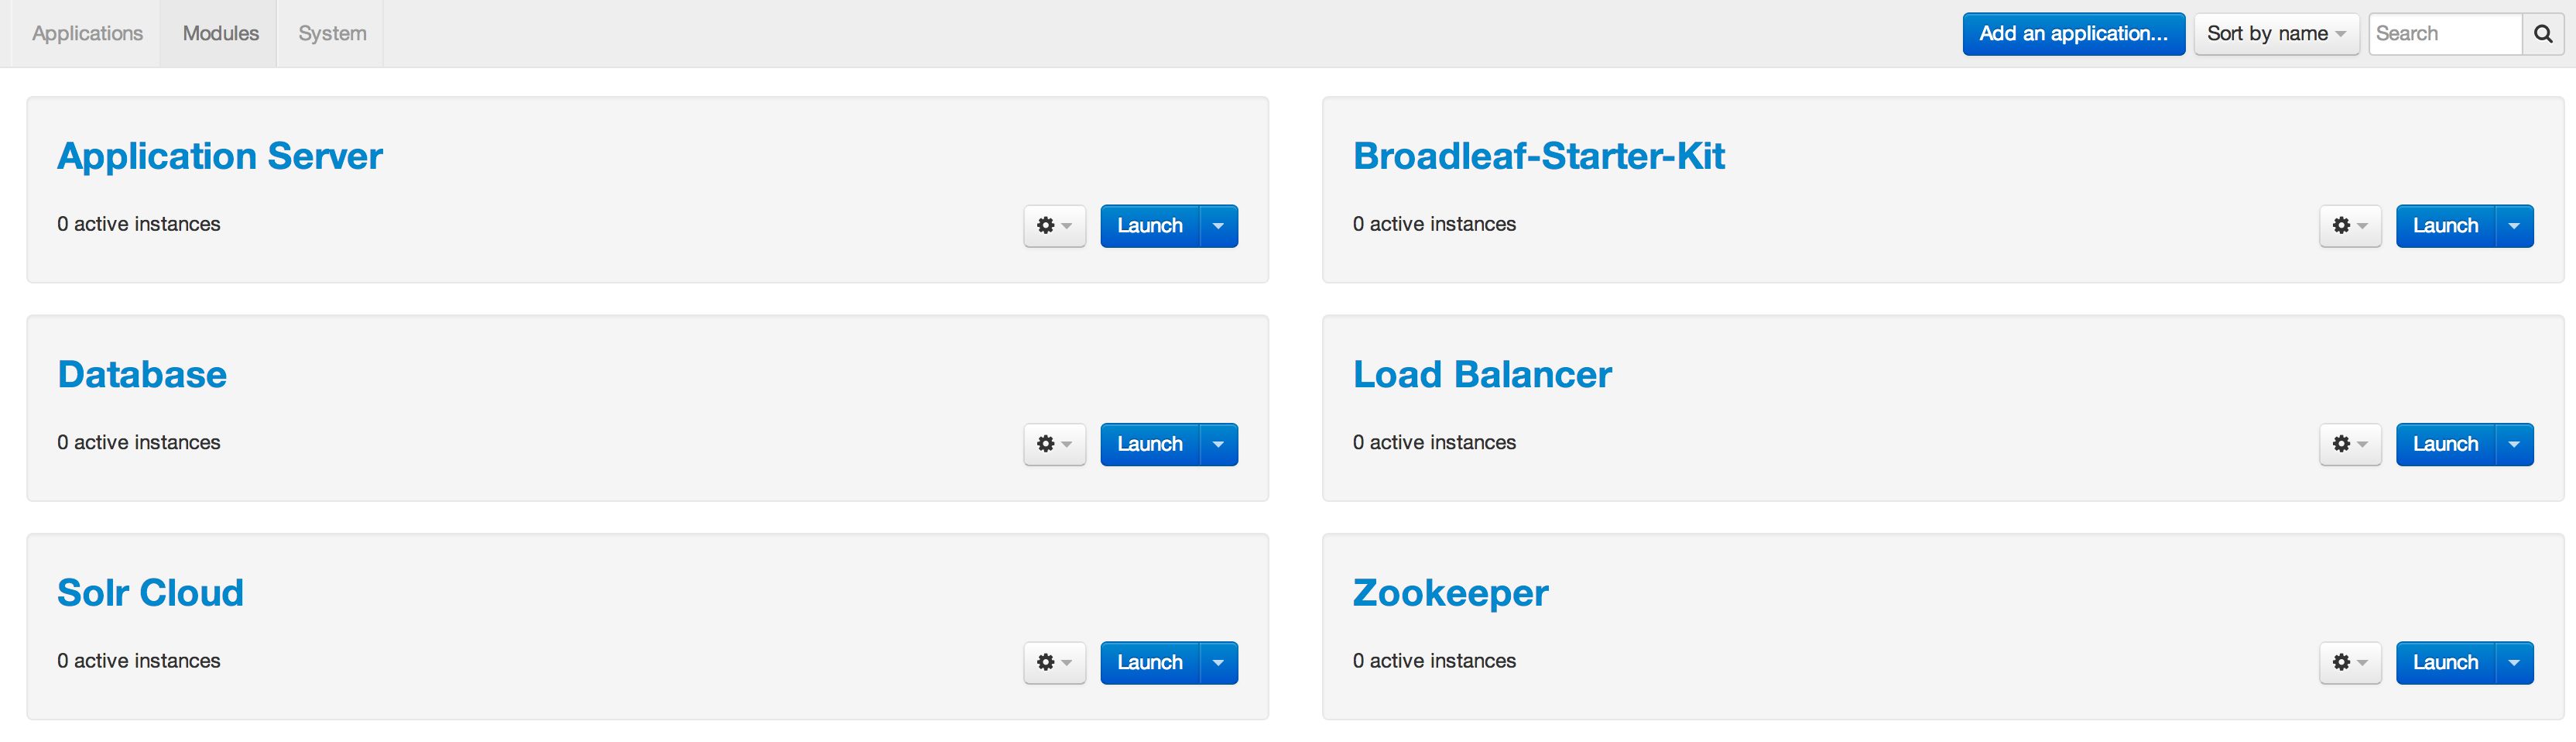 Applications Modules System Add an application... Sort by name Search
Application Server
0 active instances Launch
Broadleaf-Starter-Kit
0 active instances Launch
Database
0 active instances Launch
Load Balancer
0 active instances Launch
Solr Cloud
0 active instances Launch
Zookeeper
0 active instances Launch